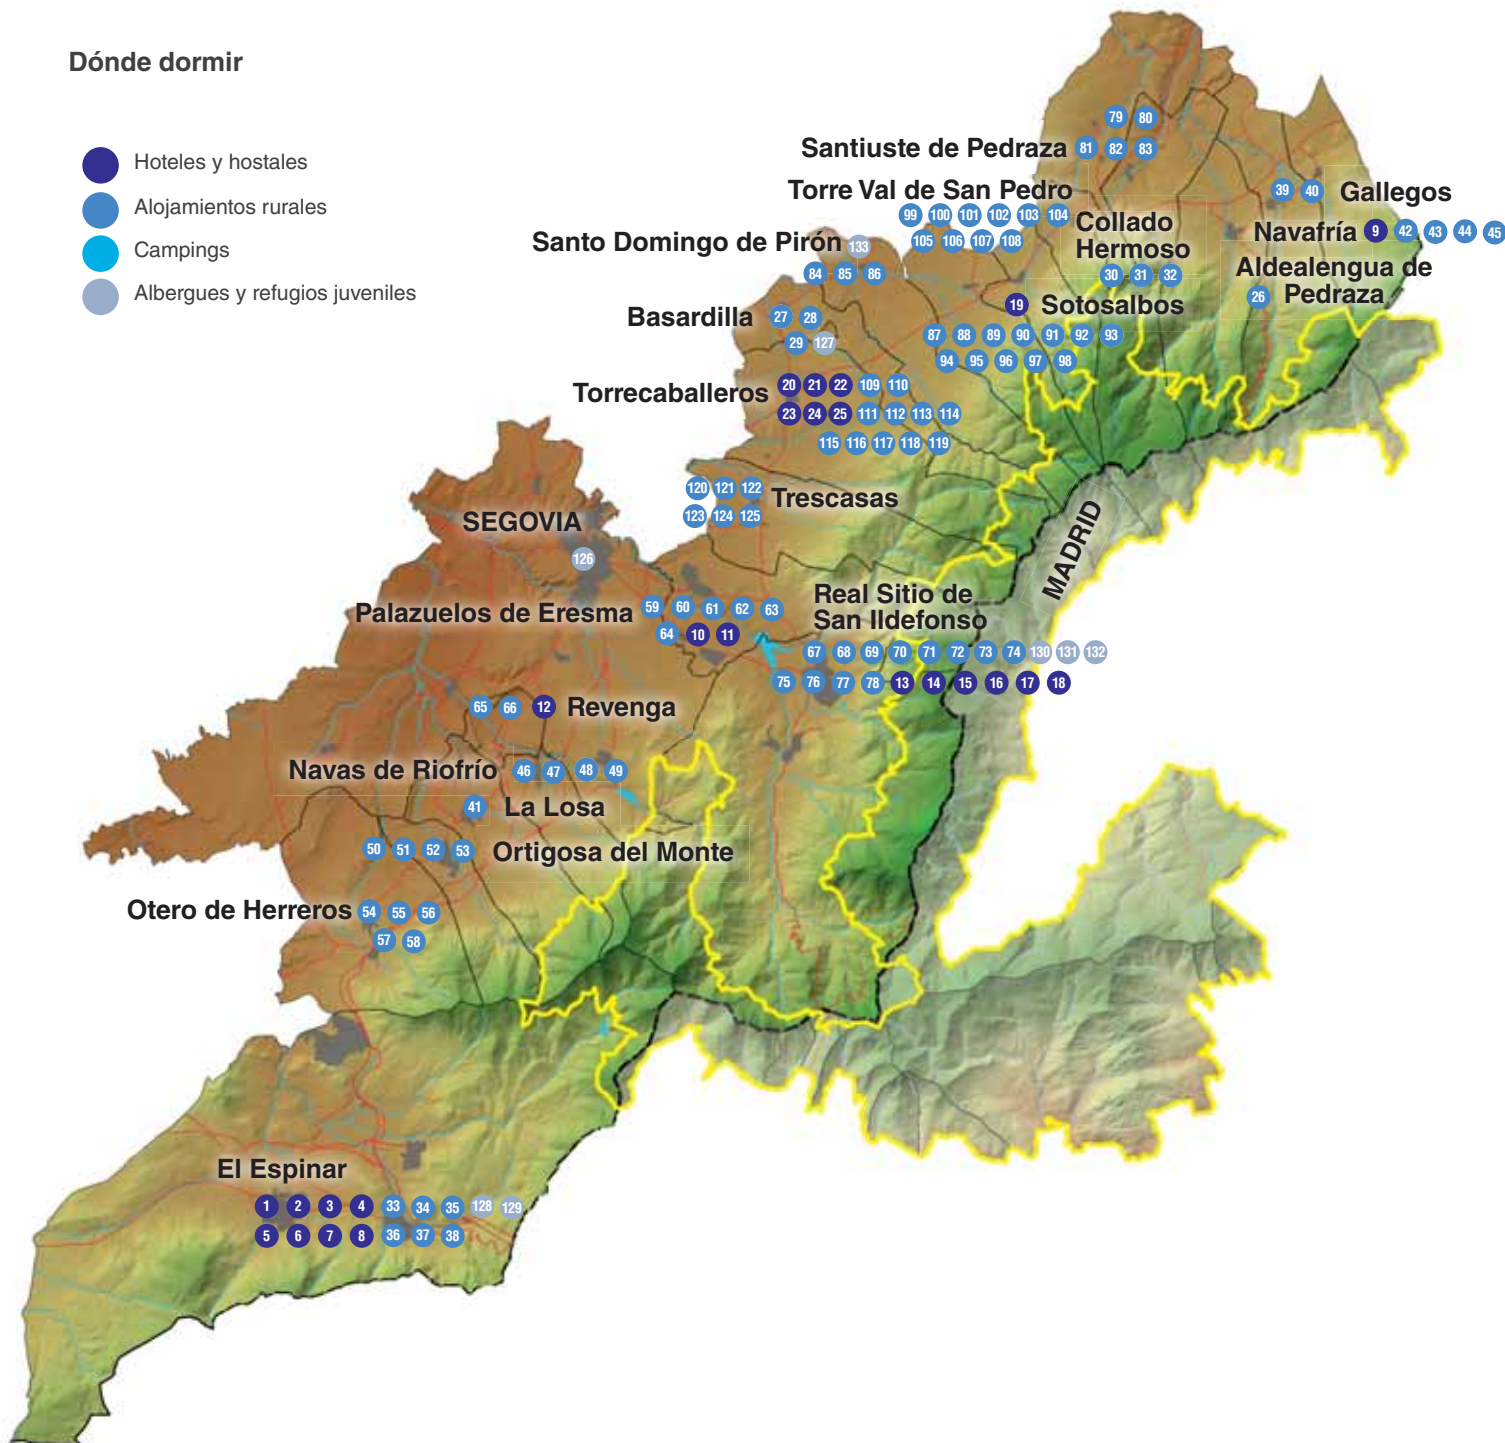 Dónde dormir
Hoteles y hostales
Alojamientos rurales
Campings
Albergues y refugios juveniles
79 80
Santiuste de Pedraza 81 82 83
39 40 Gallegos
Torre Val de San Pedro
99 100 101 102 103 104
105 106 107 108
Collado
Hermoso
30 31 32
Navafría 9 42 43 44 45
Santo Domingo de Pirón 133
84 85 86
Aldealengua de
26 Pedraza
19 Sotosalbos
87 88 89 90 91 92 93
94 95 96 97 98
Basardilla 27 28
29 127
Torrecaballeros 20 21 22 109 110
23 24 25 111 112 113 114
115 116 117 118 119
120 121 122 Trescasas
123 124 125
SEGOVIA
126
MADRID
Palazuelos de Eresma 59 60 61 62 63
64 10 11
Real Sitio de
San Ildefonso
67 68 69 70 71 72 73 74 130 131 132
75 76 77 78 13 14 15 16 17 18
65 66 12 Revenga
Navas de Riofrío 46 47 48 49
41 La Losa
50 51 52 53 Ortigosa del Monte
Otero de Herreros 54 55 56
57 58
El Espinar
1 2 3 4 33 34 35 128 129
5 6 7 8 36 37 38